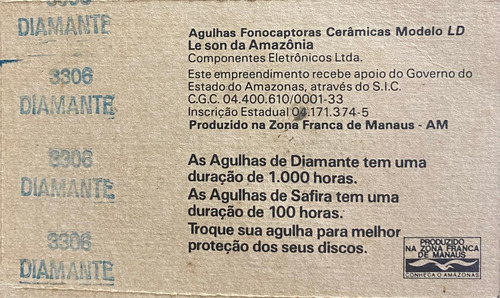 3306
DIAMANTE
3306
DIAMANTE
3306
DIAMANTE
3306
DIAMANTE
Agulhas Fonocaptoras Cerâmicas Modelo LD
Le son da Amazônia
Componentes Eletrônicos Ltda.
Este empreendimento recebe apoio do Governo do
Estado do Amazonas, através do S.I.C.
C.G.C. 04.400.610/0001-33
Inscrição Estadual 04.171.374-5
Produzido na Zona Franca de Manaus - AM
As Agulhas de Diamante tem uma
duração de 1.000 horas.
As Agulhas de Safira tem uma
duração de 100 horas.
Troque sua agulha para melhor
proteção dos seus discos.
PRODUZIDO
NA ZONA FRANCA
DE MANAUS
CONHEÇA O AMAZONAS